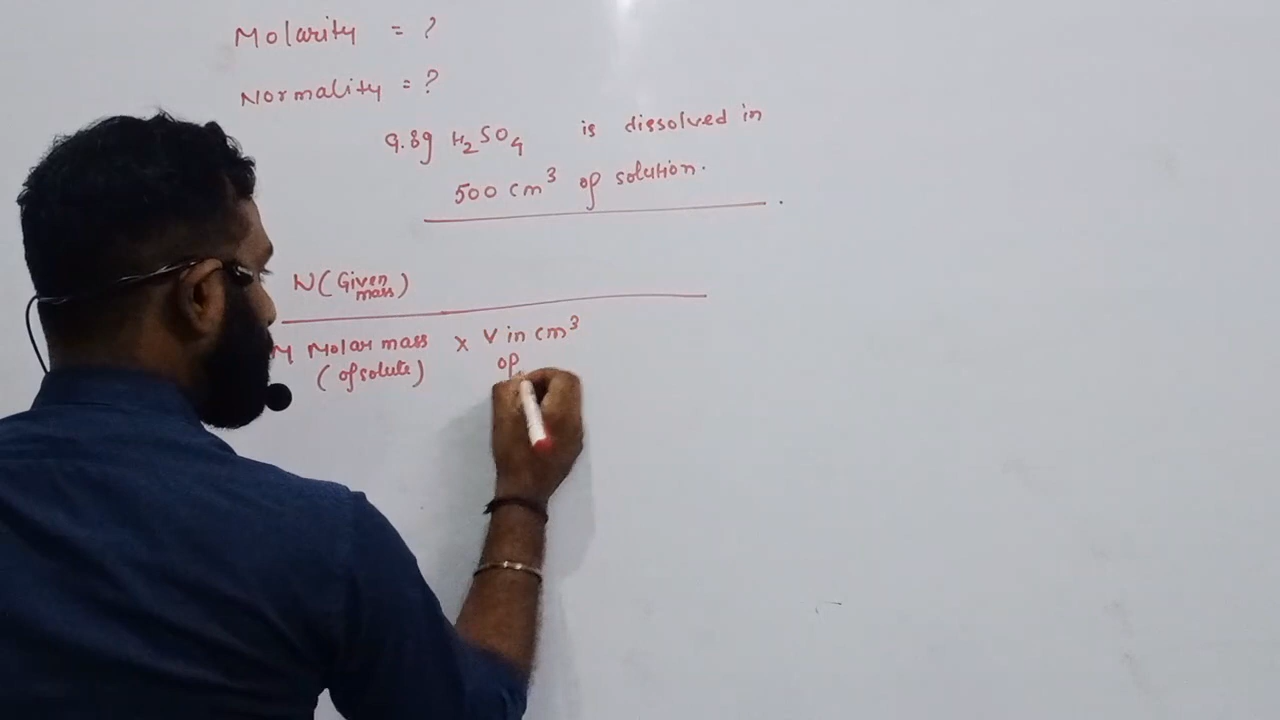 Molarity = ?
Normality = ?
9.8g H₂SO₄ is dissolved in
500 cm³ of solution.
W (Given mass)
M Molar mass × V in cm³
(of solute) of